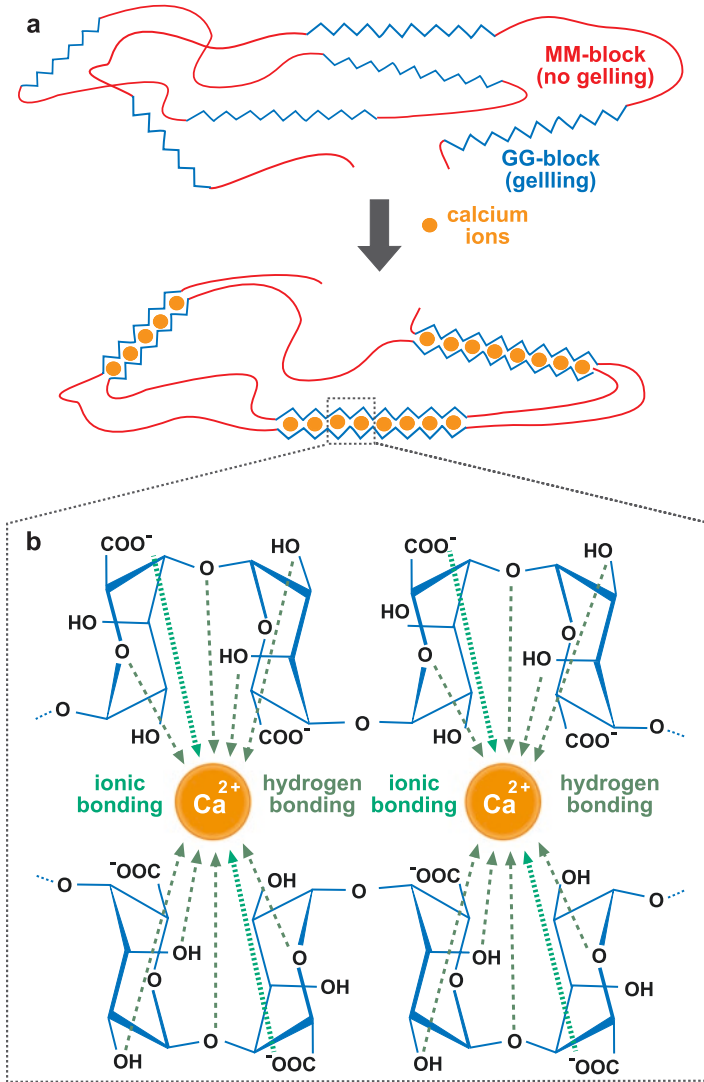 a
MM-block
(no gelling)
GG-block
(gellling)
calcium
ions
b
COO⁻
O
HO
COO⁻
O
HO
HO
O
HO
O
HO
O
HO
O
O
HO
COO⁻
O
HO
COO⁻
O
ionic
bonding
Ca²⁺
hydrogen
bonding
ionic
bonding
Ca²⁺
hydrogen
bonding
O
⁻OOC
OH
O
⁻OOC
OH
O
OH
O
OH
O
O
OH
O
OH
OH
O
⁻OOC
OH
O
⁻OOC